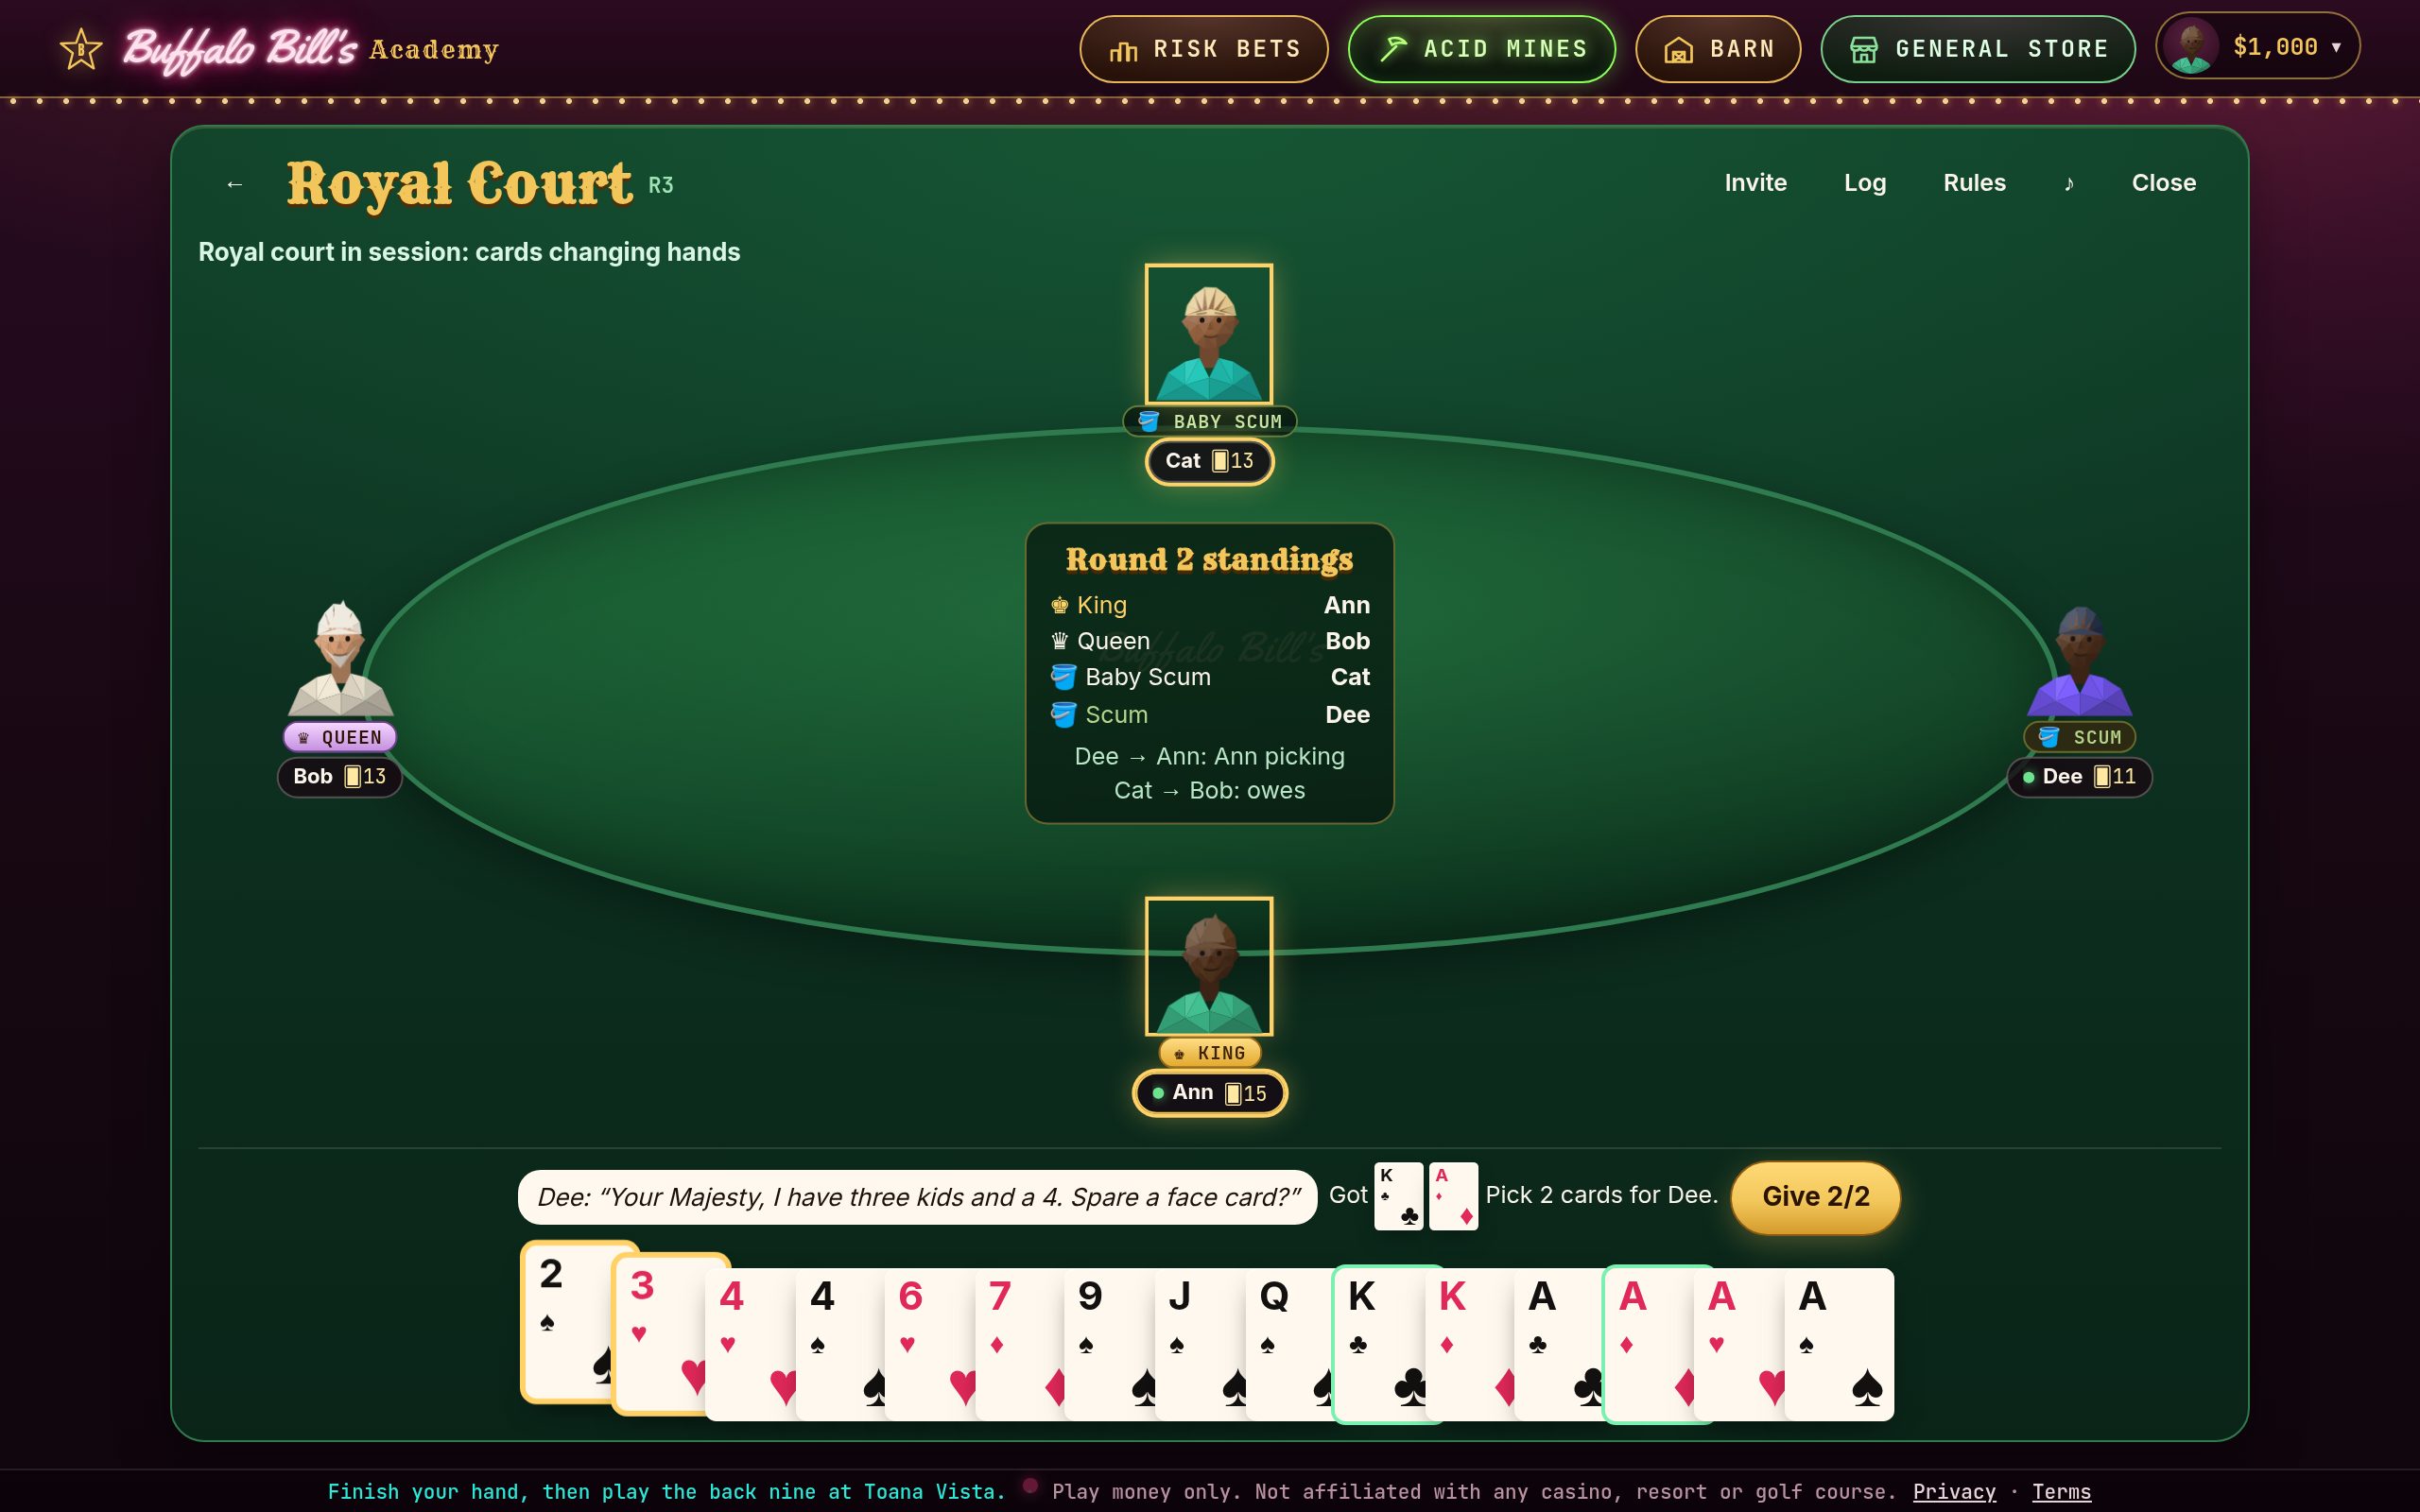 B Buffalo Bill's Academy
RISK BETS
ACID MINES
BARN
GENERAL STORE
$1,000 ▼
← Royal Court R3
Invite Log Rules ♪ Close
Royal court in session: cards changing hands
BABY SCUM
Cat 13
Round 2 standings
♚ King Ann
♛ Queen Bob
Buffalo Bill's
Baby Scum Cat
Scum Dee
Dee → Ann: Ann picking
Cat → Bob: owes
♛ QUEEN
Bob 13
SCUM
Dee 11
♚ KING
Ann 15
Dee: “Your Majesty, I have three kids and a 4. Spare a face card?” Got K♣ A♦ Pick 2 cards for Dee. Give 2/2
2♠ 3♥ 4♥ 4♠ 6♥ 7♦ 9♠ J♠ Q♠ K♣ K♦ A♣ A♦ A♥ A♠
Finish your hand, then play the back nine at Toana Vista. Play money only. Not affiliated with any casino, resort or golf course. Privacy · Terms